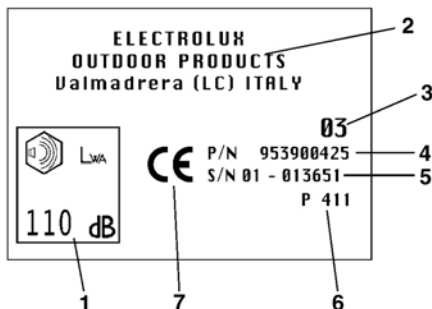 ELECTROLUX
OUTDOOR PRODUCTS
Valmadrera (LC) ITALY
2
3
03
LWA
CE
P/N 953900425
4
S/N 01 - 013651
5
P 411
110 dB
1
7
6